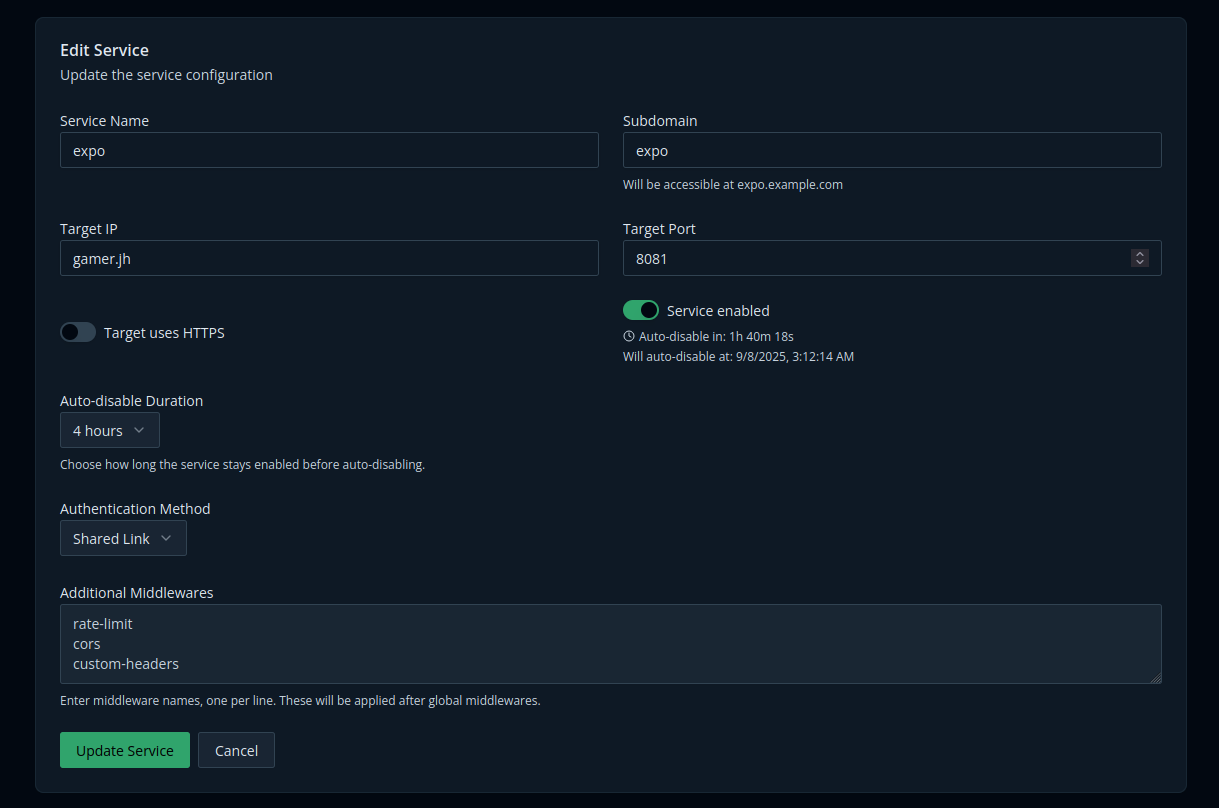 Edit Service
Update the service configuration
Service Name
expo
Subdomain
expo
Will be accessible at expo.example.com
Target IP
gamer.jh
Target Port
8081
Target uses HTTPS
Service enabled
Auto-disable in: 1h 40m 18s
Will auto-disable at: 9/8/2025, 3:12:14 AM
Auto-disable Duration
4 hours
Choose how long the service stays enabled before auto-disabling.
Authentication Method
Shared Link
Additional Middlewares
rate-limit
cors
custom-headers
Enter middleware names, one per line. These will be applied after global middlewares.
Update Service
Cancel